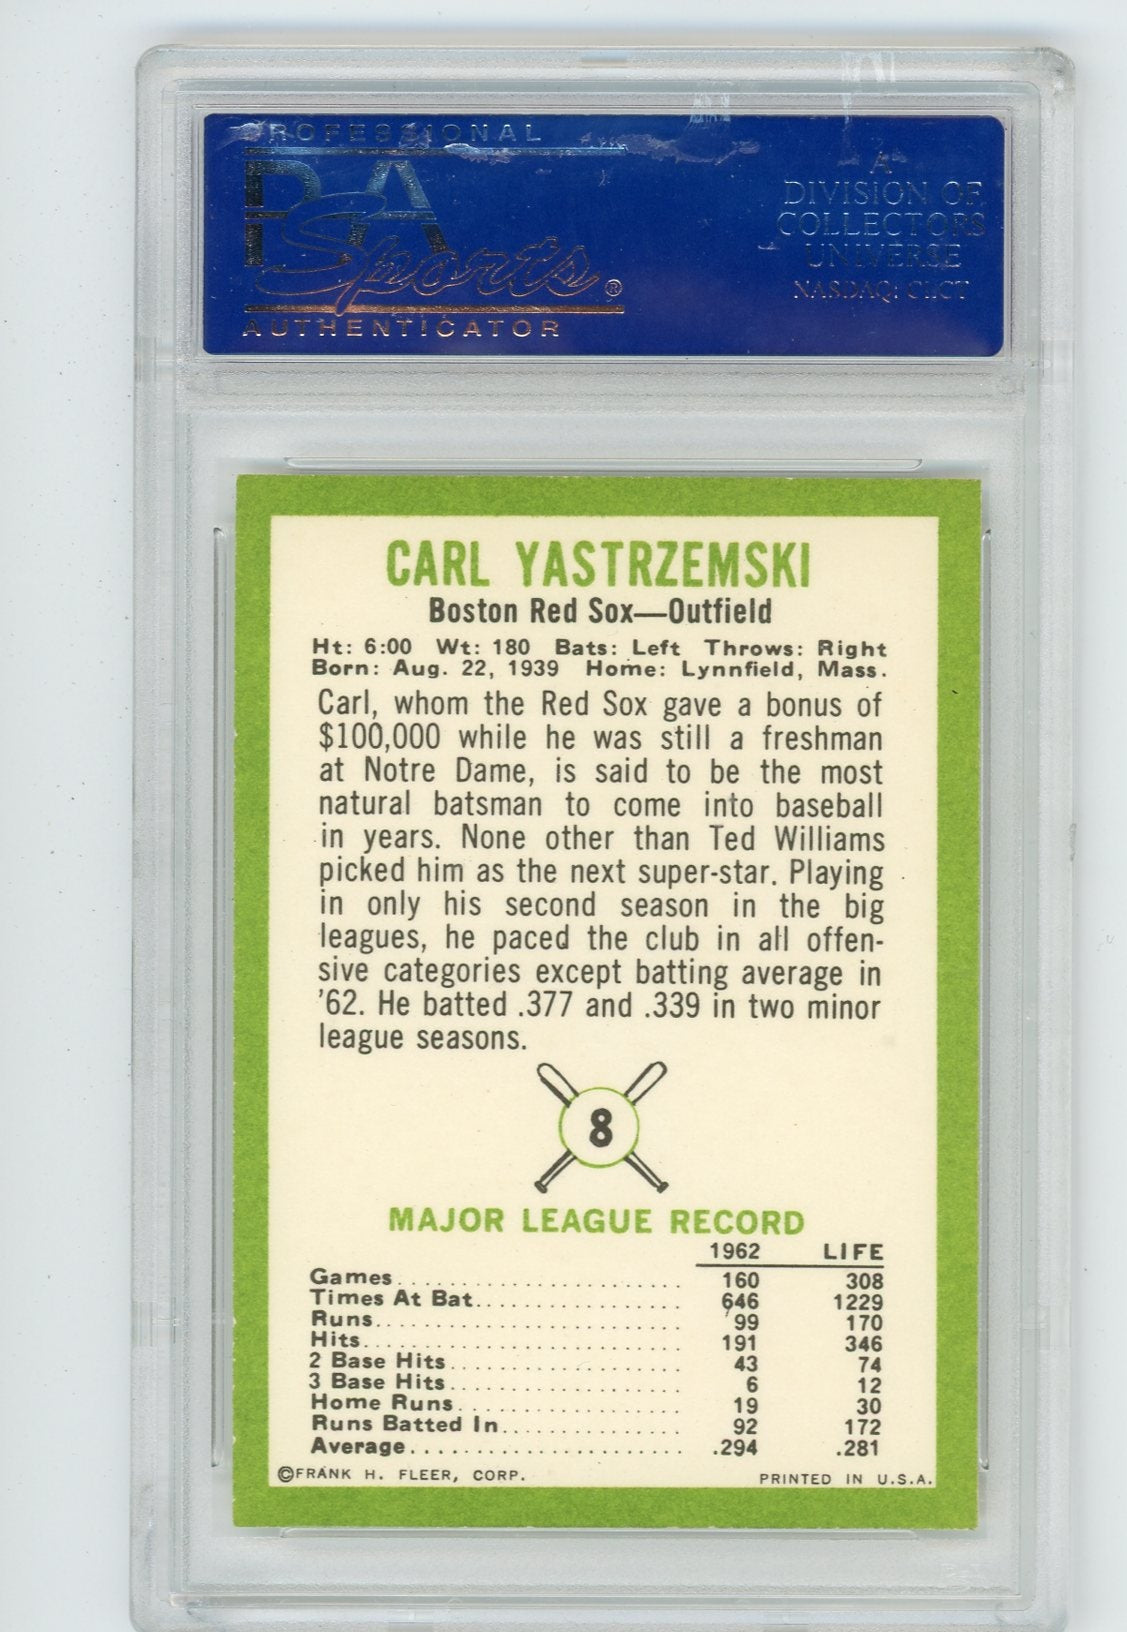 PROFESSIONAL
PSA
Sports®
AUTHENTICATOR
A
DIVISION OF
COLLECTORS
UNIVERSE
NASDAQ: CLCT
CARL YASTRZEMSKI
Boston Red Sox—Outfield
Ht: 6:00 Wt: 180 Bats: Left Throws: Right
Born: Aug. 22, 1939 Home: Lynnfield, Mass.
Carl, whom the Red Sox gave a bonus of
$100,000 while he was still a freshman
at Notre Dame, is said to be the most
natural batsman to come into baseball
in years. None other than Ted Williams
picked him as the next super-star. Playing
in only his second season in the big
leagues, he paced the club in all offen-
sive categories except batting average in
'62. He batted .377 and .339 in two minor
league seasons.
8
MAJOR LEAGUE RECORD
1962 LIFE
Games 160 308
Times At Bat 646 1229
Runs 99 170
Hits 191 346
2 Base Hits 43 74
3 Base Hits 6 12
Home Runs 19 30
Runs Batted In 92 172
Average .294 .281
©FRANK H. FLEER, CORP. PRINTED IN U.S.A.